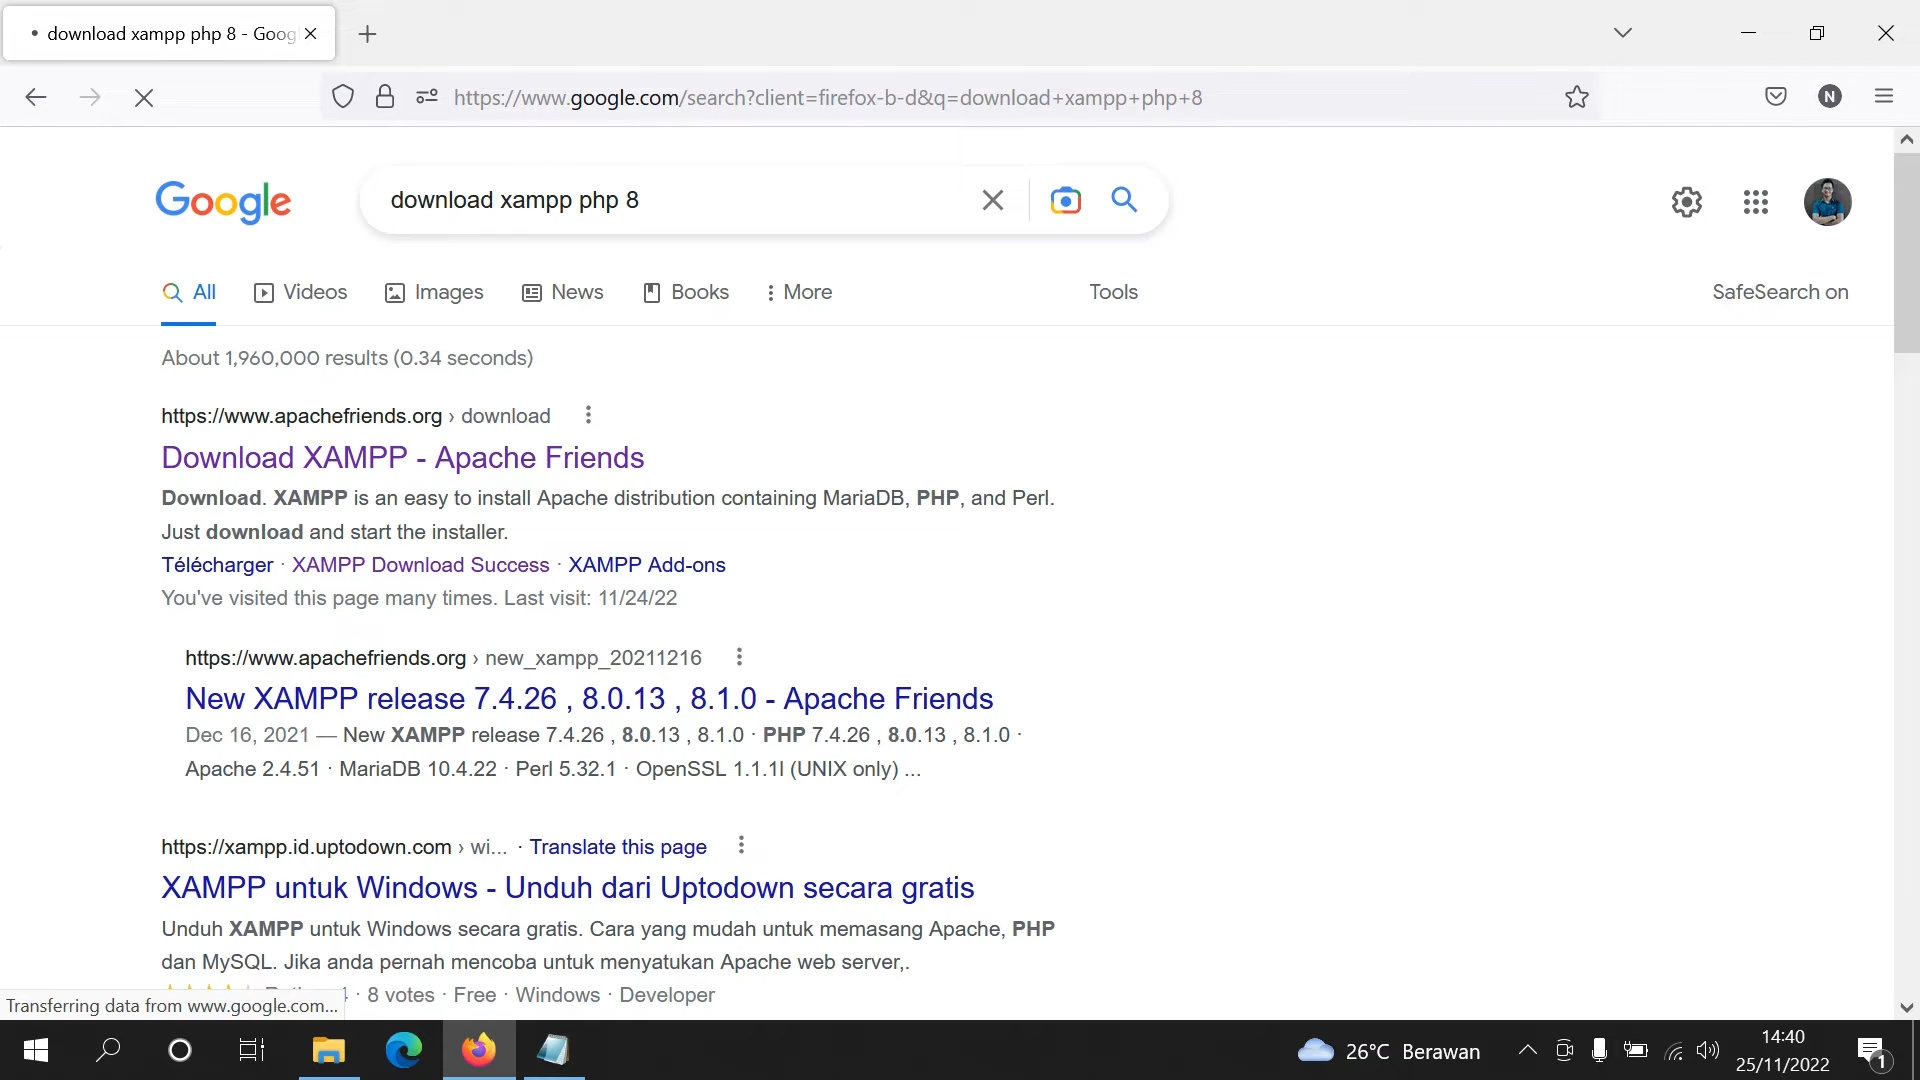 download xampp php 8 - Goog
https://www.google.com/search?client=firefox-b-d&q=download+xampp+php+8
N
Google
download xampp php 8
All
Videos
Images
News
Books
More
Tools
SafeSearch on
About 1,960,000 results (0.34 seconds)
https://www.apachefriends.org › download
Download XAMPP - Apache Friends
Download. XAMPP is an easy to install Apache distribution containing MariaDB, PHP, and Perl.
Just download and start the installer.
Télécharger · XAMPP Download Success · XAMPP Add-ons
You've visited this page many times. Last visit: 11/24/22
https://www.apachefriends.org › new_xampp_20211216
New XAMPP release 7.4.26 , 8.0.13 , 8.1.0 - Apache Friends
Dec 16, 2021 — New XAMPP release 7.4.26 , 8.0.13 , 8.1.0 · PHP 7.4.26 , 8.0.13 , 8.1.0 ·
Apache 2.4.51 · MariaDB 10.4.22 · Perl 5.32.1 · OpenSSL 1.1.1l (UNIX only) ...
https://xampp.id.uptodown.com › wi... · Translate this page
XAMPP untuk Windows - Unduh dari Uptodown secara gratis
Unduh XAMPP untuk Windows secara gratis. Cara yang mudah untuk memasang Apache, PHP
dan MySQL. Jika anda pernah mencoba untuk menyatukan Apache web server,.
· 8 votes · Free · Windows · Developer
Transferring data from www.google.com...
26°C Berawan
14:40
25/11/2022
1